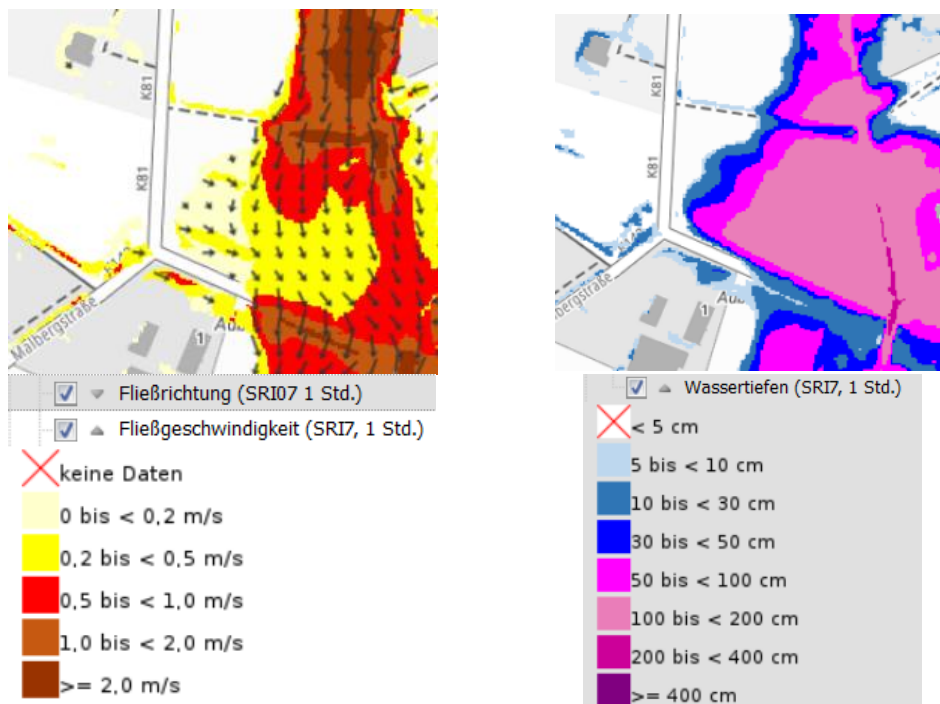 K81
K81
K81
Malbergstraße
1
Fließrichtung (SRI07 1 Std.)
Fließgeschwindigkeit (SRI7, 1 Std.)
keine Daten
0 bis < 0,2 m/s
0,2 bis < 0,5 m/s
0,5 bis < 1,0 m/s
1,0 bis < 2,0 m/s
>= 2,0 m/s
K81
K81
1
Wassertiefen (SRI7, 1 Std.)
< 5 cm
5 bis < 10 cm
10 bis < 30 cm
30 bis < 50 cm
50 bis < 100 cm
100 bis < 200 cm
200 bis < 400 cm
>= 400 cm